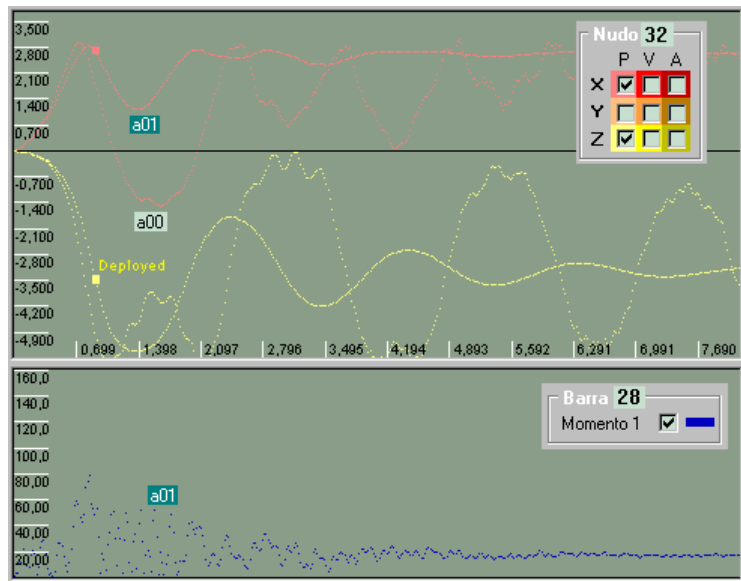 3,500
Nudo 32
2,800
P V A
2,100
X
1,400
Y
0,700
a01
Z
-0,700
-1,400
a00
-2,100
-2,800
Deployed
-3,500
-4,200
-4,900
0,699 1,398 2,097 2,796 3,495 4,194 4,893 5,592 6,291 6,991 7,690
160,0
140,0
Barra 28
120,0
Momento 1
100,0
80,00
a01
60,00
40,00
20,00